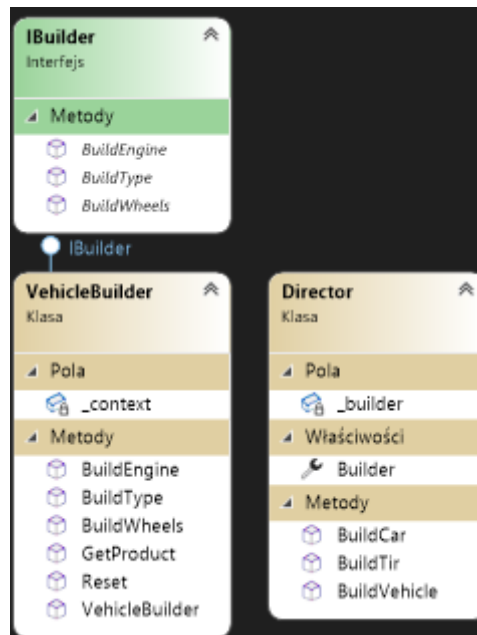 IBuilder
Interfejs
Metody
BuildEngine
BuildType
BuildWheels
IBuilder
VehicleBuilder
Klasa
Pola
_context
Metody
BuildEngine
BuildType
BuildWheels
GetProduct
Reset
VehicleBuilder
Director
Klasa
Pola
_builder
Właściwości
Builder
Metody
BuildCar
BuildTir
BuildVehicle